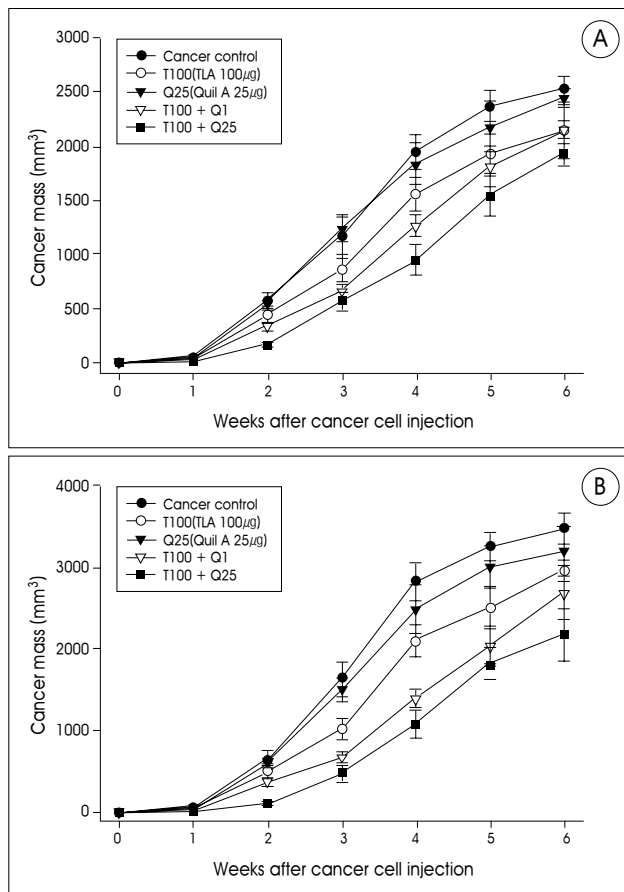 A
3000
2500
2000
1500
1000
500
0
Cancer mass (mm³)
Cancer control
T100(TLA 100㎍)
Q25(Quil A 25㎍)
T100 + Q1
T100 + Q25
0 1 2 3 4 5 6
Weeks after cancer cell injection
B
4000
3000
2000
1000
0
Cancer mass (mm³)
Cancer control
T100(TLA 100㎍)
Q25(Quil A 25㎍)
T100 + Q1
T100 + Q25
0 1 2 3 4 5 6
Weeks after cancer cell injection